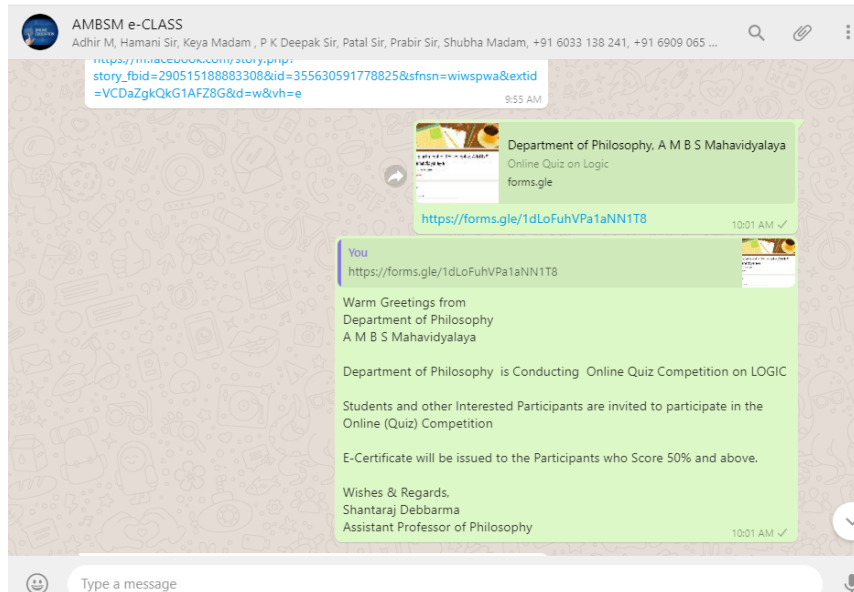 AMBSM e-CLASS
Adhir M, Hamani Sir, Keya Madam , P K Deepak Sir, Patal Sir, Prabir Sir, Shubha Madam, +91 6033 138 241, +91 6909 065 ...
https://m.facebook.com/story.php?
story_fbid=290515188883308&id=355630591778825&sfnsn=wiwspwa&extid
=VCDaZgkQkG1AFZ8G&d=w&vh=e
9:55 AM
Department of Philosophy, A M B S Mahavidyalaya
Online Quiz on Logic
forms.gle
https://forms.gle/1dLoFuhVPa1aNN1T8
10:01 AM
You
https://forms.gle/1dLoFuhVPa1aNN1T8
Warm Greetings from
Department of Philosophy
A M B S Mahavidyalaya
Department of Philosophy is Conducting Online Quiz Competition on LOGIC
Students and other Interested Participants are invited to participate in the
Online (Quiz) Competition
E-Certificate will be issued to the Participants who Score 50% and above.
Wishes & Regards,
Shantaraj Debbarma
Assistant Professor of Philosophy
10:01 AM
Type a message